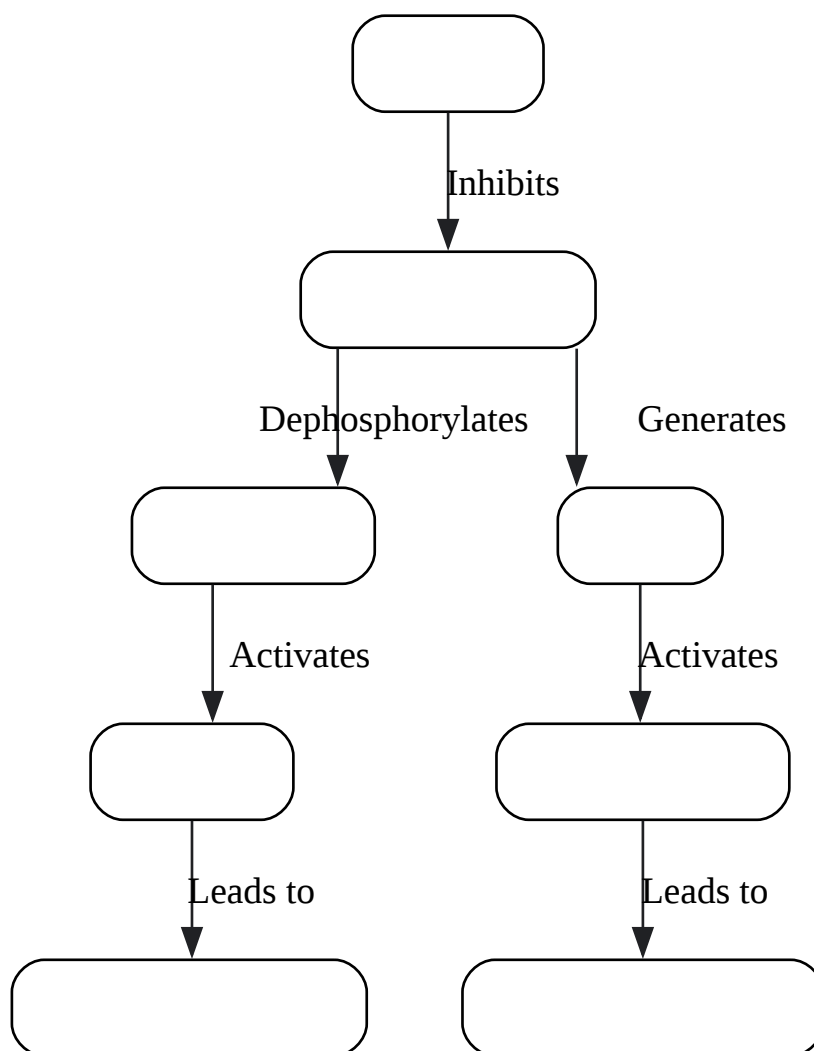 Inhibits
Dephosphorylates
Generates
Activates
Activates
Leads to
Leads to